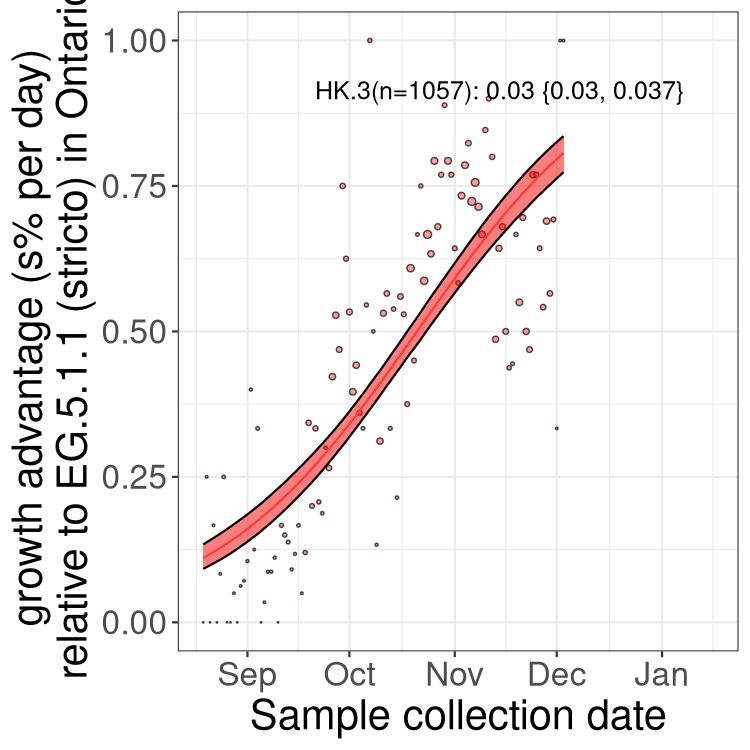 growth advantage (s% per day)
relative to EG.5.1.1 (stricto) in Ontario
1.00
0.75
0.50
0.25
0.00
HK.3(n=1057): 0.03 {0.03, 0.037}
Sep Oct Nov Dec Jan
Sample collection date